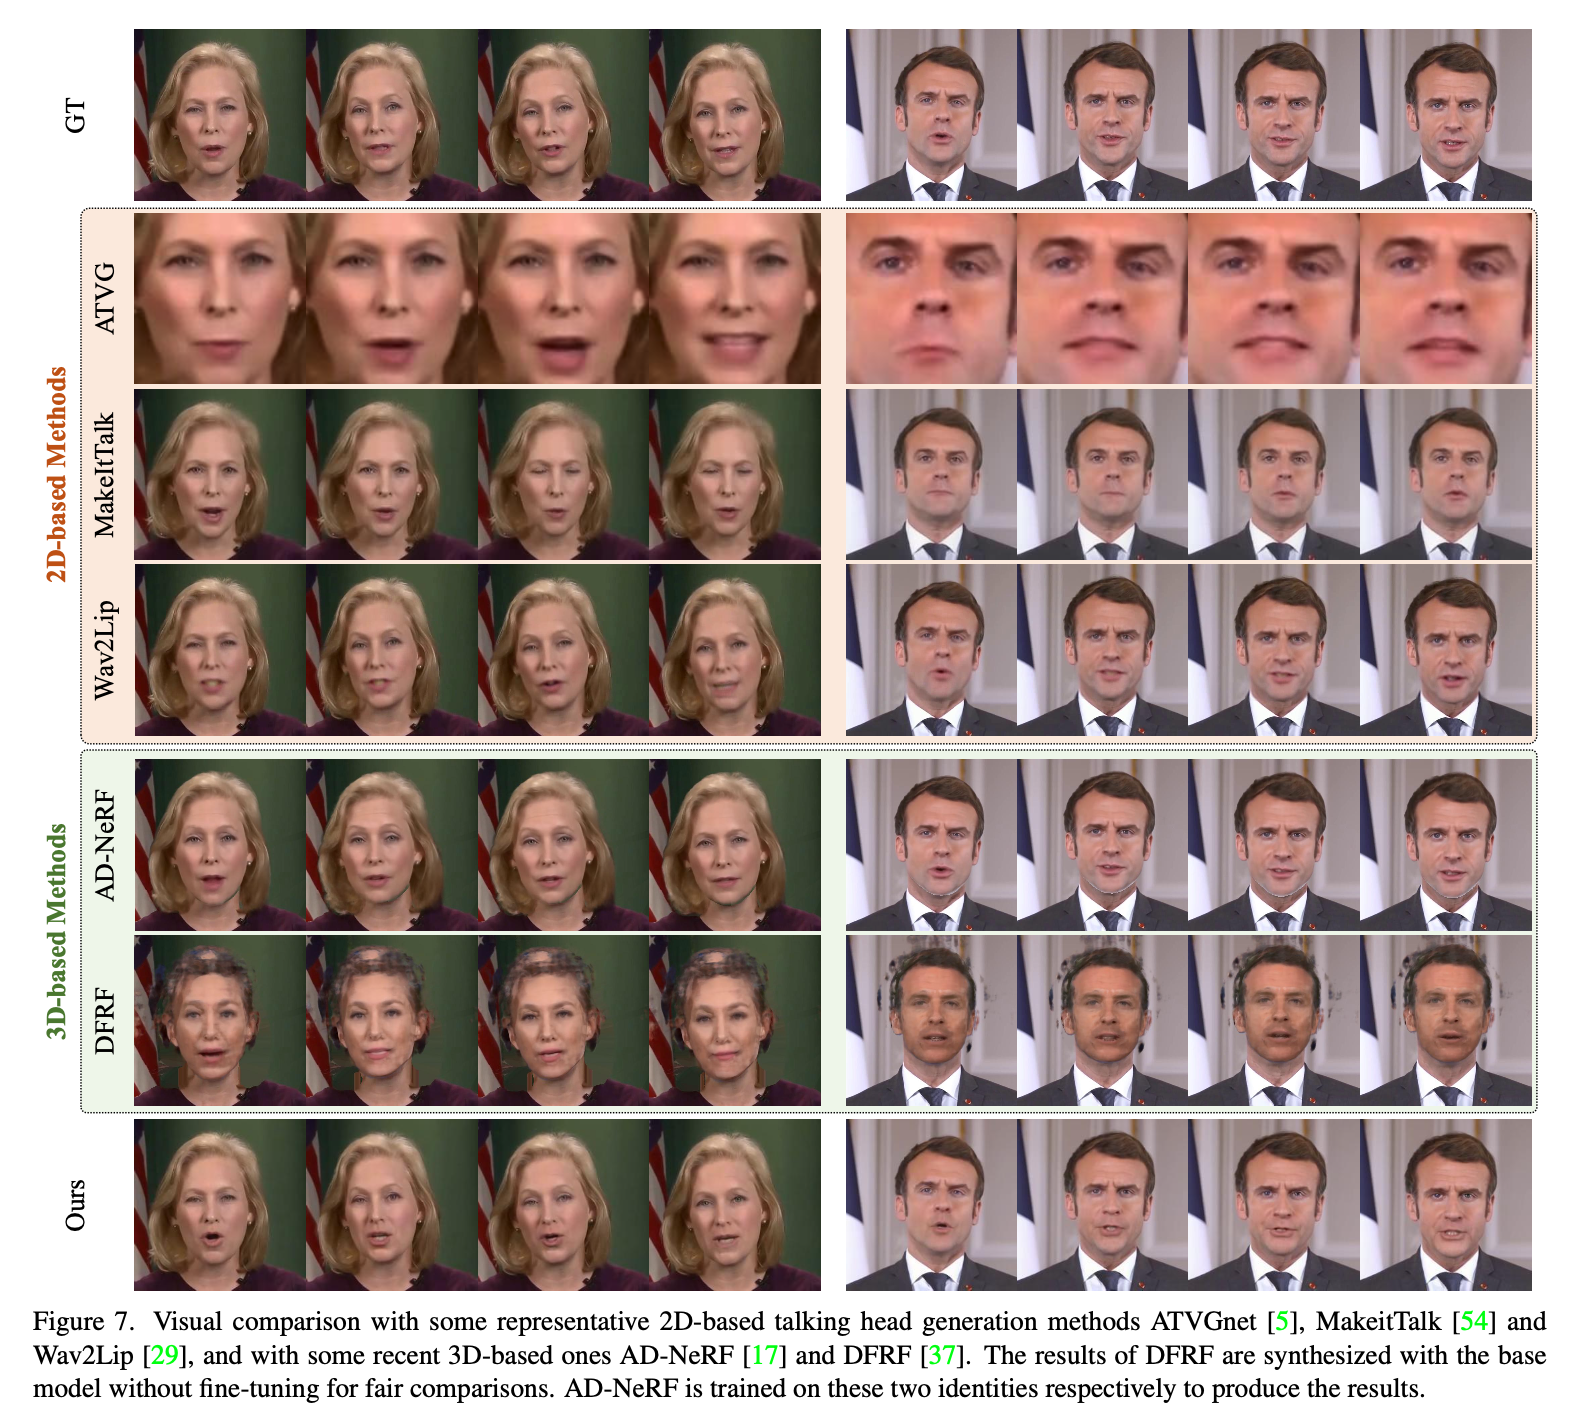 GT
2D-based Methods
ATVG
MakeItTalk
Wav2Lip
3D-based Methods
AD-NeRF
DFRF
Ours
Figure 7. Visual comparison with some representative 2D-based talking head generation methods ATVGnet [5], MakeitTalk [54] and
Wav2Lip [29], and with some recent 3D-based ones AD-NeRF [17] and DFRF [37]. The results of DFRF are synthesized with the base
model without fine-tuning for fair comparisons. AD-NeRF is trained on these two identities respectively to produce the results.